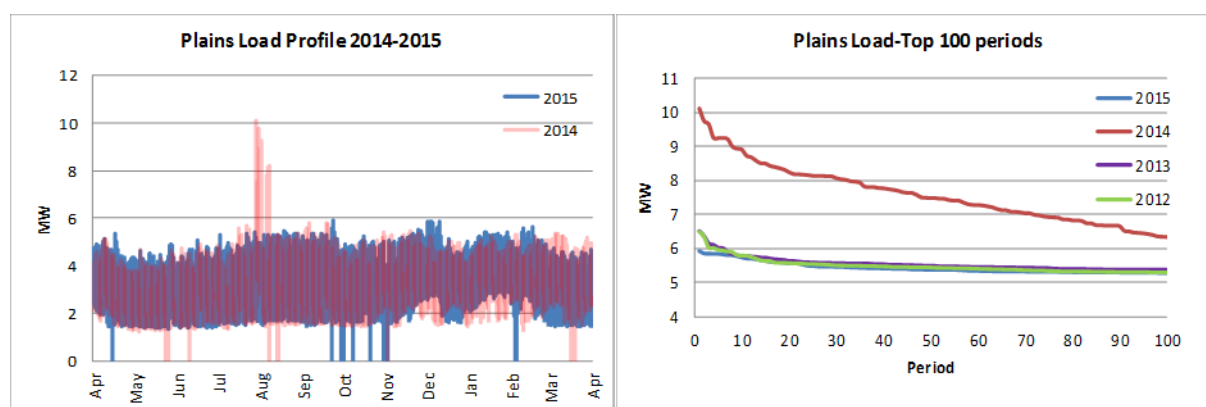 Plains Load Profile 2014-2015
12
10
8
6
4
2
0
MW
2015
2014
Apr
May
Jun
Jul
Aug
Sep
Oct
Nov
Dec
Jan
Feb
Mar
Apr
Plains Load-Top 100 periods
11
10
9
8
7
6
5
4
MW
2015
2014
2013
2012
0 10 20 30 40 50 60 70 80 90 100
Period